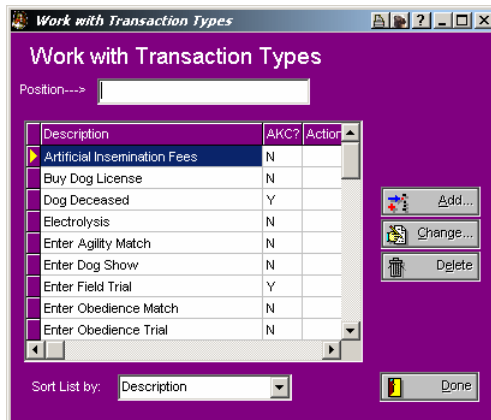 Work with Transaction Types
Work with Transaction Types
Position--->
Description AKC? Action
Artificial Insemination Fees N
Buy Dog License N
Dog Deceased Y
Electrolysis N
Enter Agility Match N
Enter Dog Show N
Enter Field Trial Y
Enter Obedience Match N
Enter Obedience Trial N
Add...
Change...
Delete
Sort List by: Description
Done